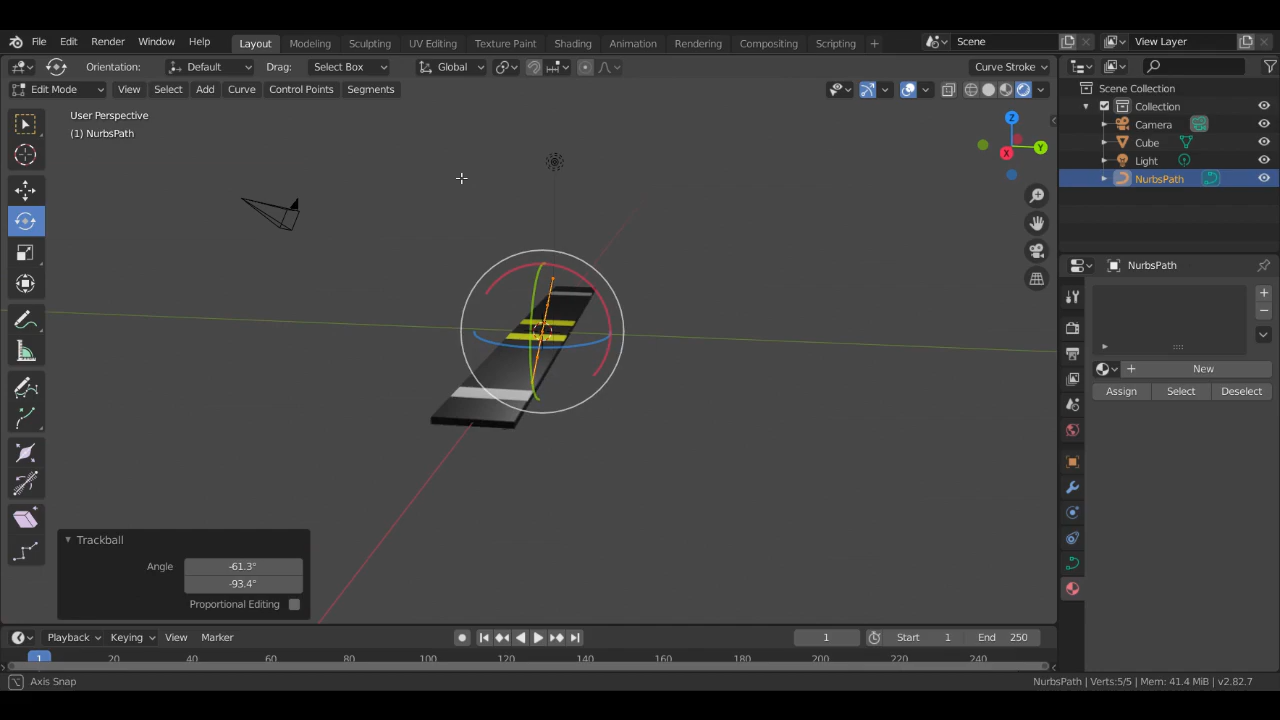 File Edit Render Window Help Layout Modeling Sculpting UV Editing Texture Paint Shading Animation Rendering Compositing Scripting + Scene View Layer
Orientation: Default Drag: Select Box Global Curve Stroke
Edit Mode View Select Add Curve Control Points Segments
User Perspective
(1) NurbsPath
Z
Y
X
Scene Collection
Collection
Camera
Cube
Light
NurbsPath
NurbsPath
New
Assign Select Deselect
Trackball
Angle -61.3°
-93.4°
Proportional Editing
Playback Keying View Marker 1 Start 1 End 250
1 20 40 60 80 100 120 140 160 180 200 220 240
Axis Snap NurbsPath | Verts:5/5 | Mem: 41.4 MiB | v2.82.7